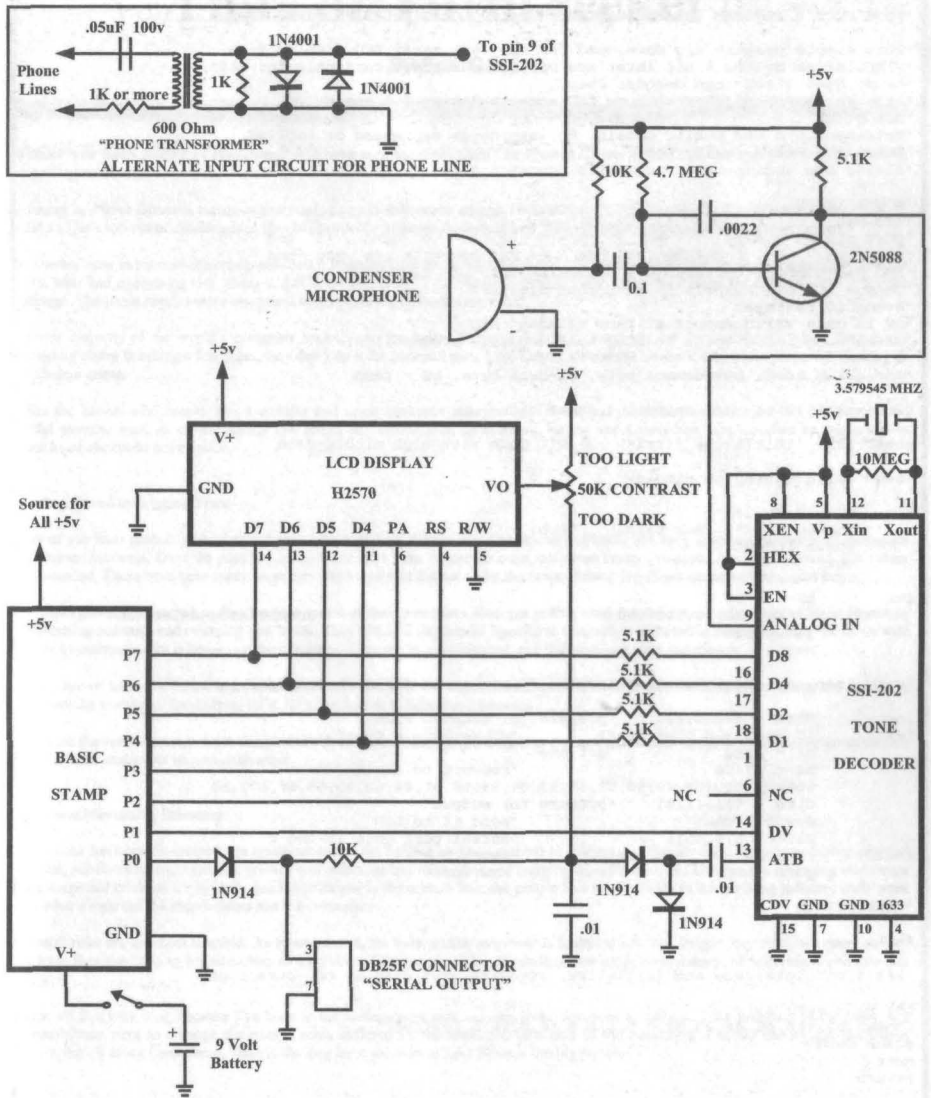 .05uF 100v
1N4001
To pin 9 of
SSI-202
Phone
Lines
1K
1N4001
1K or more
600 Ohm
"PHONE TRANSFORMER"
ALTERNATE INPUT CIRCUIT FOR PHONE LINE
+5v
10K
4.7 MEG
5.1K
.0022
2N5088
CONDENSER
MICROPHONE
+
-
0.1
+5v
+5v
3.579545 MHZ
+5v
10MEG
V+
LCD DISPLAY
H2570
GND
VO
TOO LIGHT
50K CONTRAST
TOO DARK
D7 D6 D5 D4 PA RS R/W
14 13 12 11 6 4 5
8 5 12 11
XEN Vp Xin Xout
2 HEX
3 EN
9 ANALOG IN
Source for
All +5v
+5v
P7
5.1K
D8
P6
5.1K
16
D4
P5
5.1K
17
D2
P4
5.1K
18
D1
BASIC
STAMP
SSI-202
TONE
DECODER
P3
1
P2
NC
6
NC
P1
14
DV
P0
13
ATB
1N914
10K
1N914
.01
1N914
.01
CDV GND GND 1633
15 7 10 4
GND
V+
3
7
DB25F CONNECTOR
"SERIAL OUTPUT"
+
9 Volt
Battery